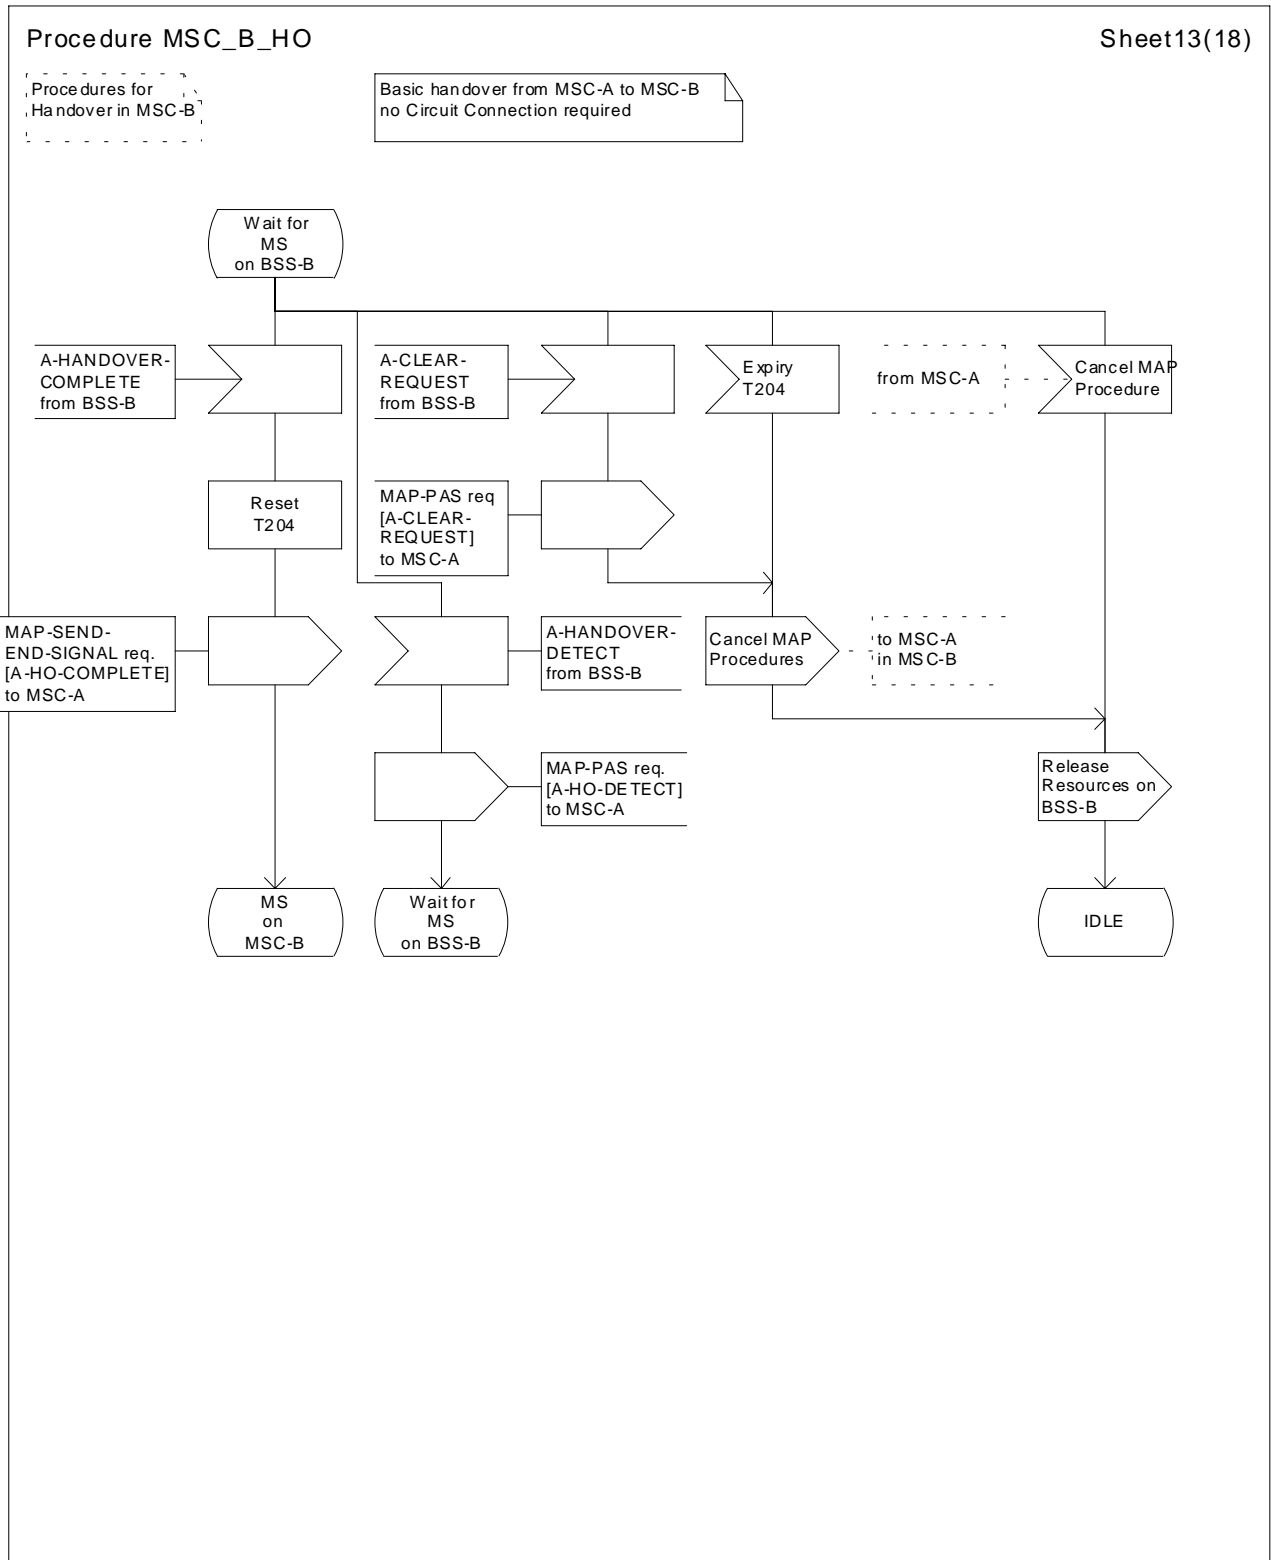 Procedure MSC_B_HO
Sheet13(18)
Procedures for
Handover in MSC-B
Basic handover from MSC-A to MSC-B
no Circuit Connection required
Wait for
MS
on BSS-B
A-HANDOVER-
COMPLETE
from BSS-B
A-CLEAR-
REQUEST
from BSS-B
Expiry
T204
from MSC-A
Cancel MAP
Procedure
Reset
T204
MAP-PAS req
[A-CLEAR-
REQUEST]
to MSC-A
MAP-SEND-
END-SIGNAL req.
[A-HO-COMPLETE]
to MSC-A
A-HANDOVER-
DETECT
from BSS-B
Cancel MAP
Procedures
to MSC-A
in MSC-B
MAP-PAS req.
[A-HO-DETECT]
to MSC-A
Release
Resources on
BSS-B
MS
on
MSC-B
Wait for
MS
on BSS-B
IDLE